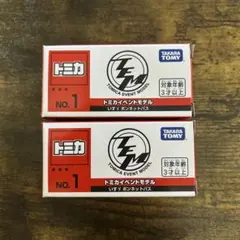 トミカ
NO.1
TEM
TOMICA EVENT MODEL
トミカイベントモデル
いすゞ ボンネットバス
TAKARA
TOMY
対象年齢
3才以上
トミカ
NO.1
TEM
TOMICA EVENT MODEL
トミカイベントモデル
いすゞ ボンネットバス
TAKARA
TOMY
対象年齢
3才以上